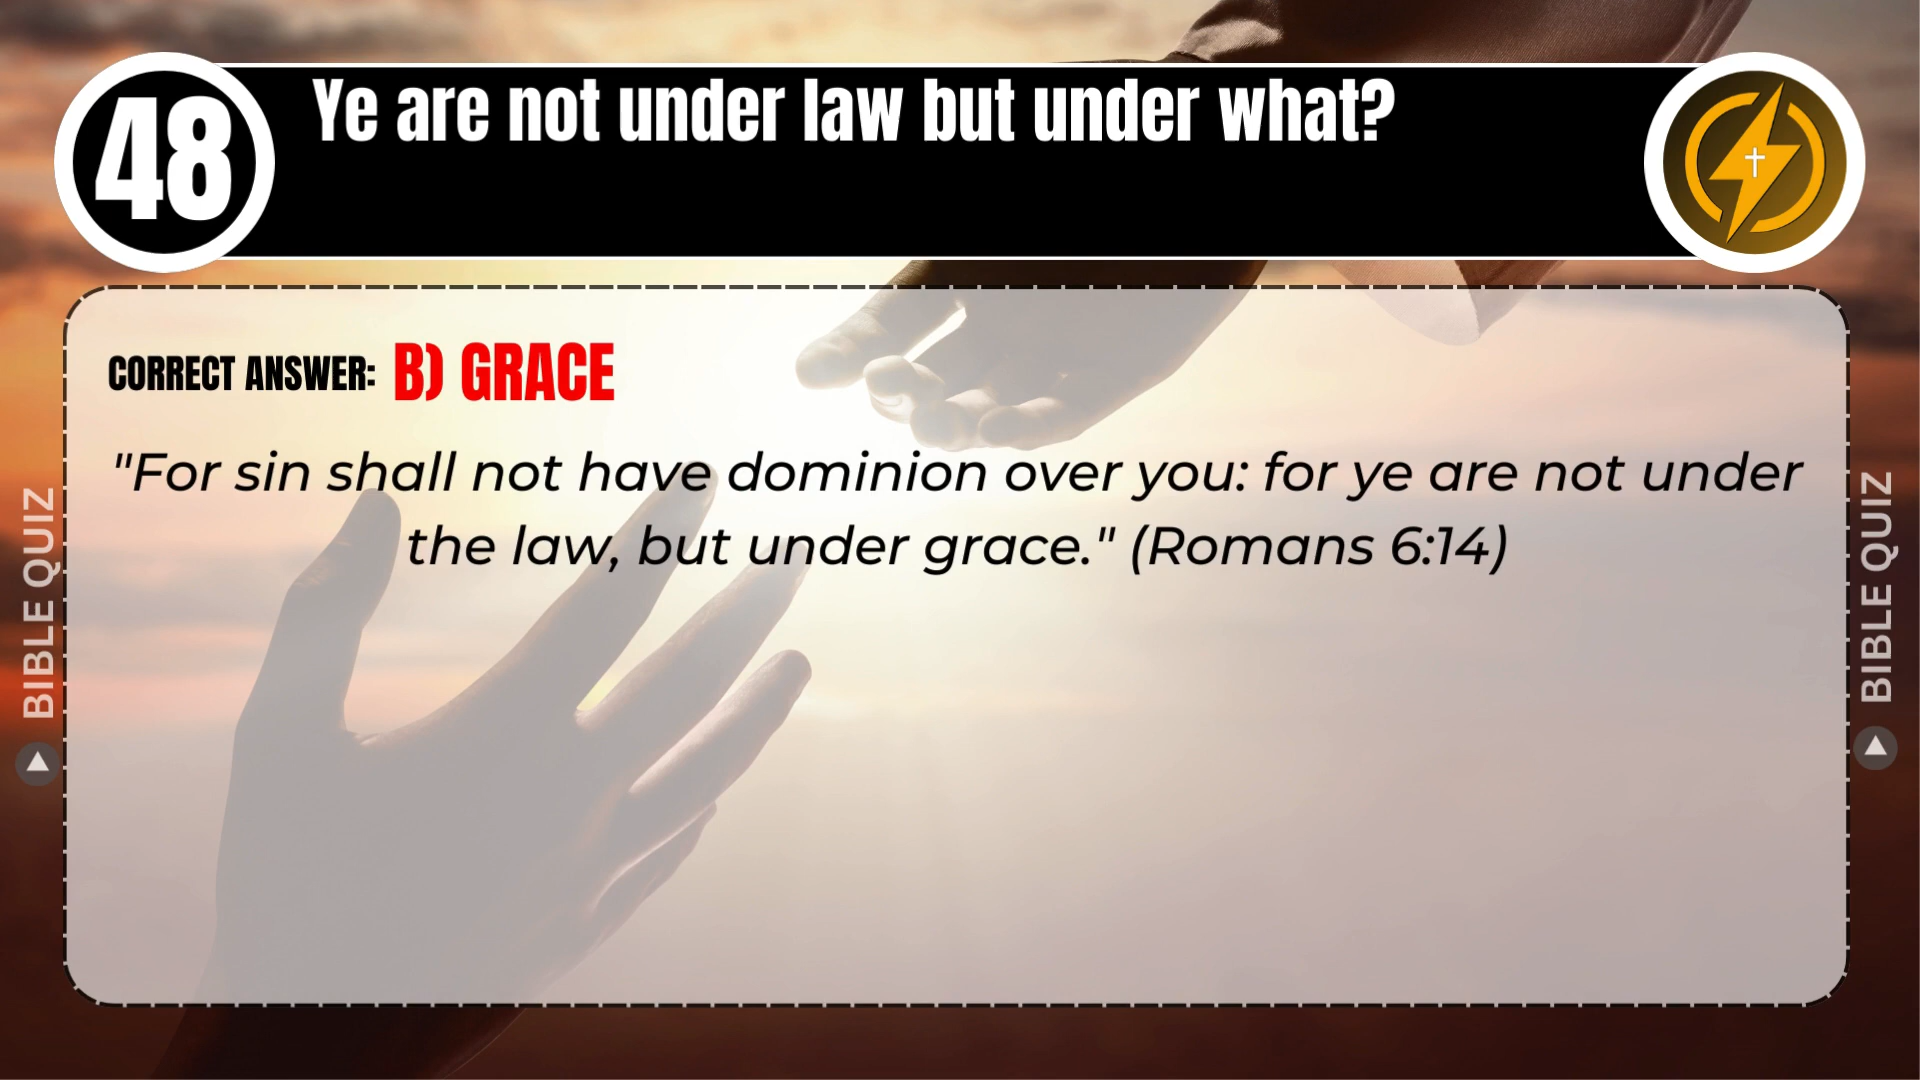 48
Ye are not under law but under what?
CORRECT ANSWER: B) GRACE
"For sin shall not have dominion over you: for ye are not under
the law, but under grace." (Romans 6:14)
BIBLE QUIZ
BIBLE QUIZ